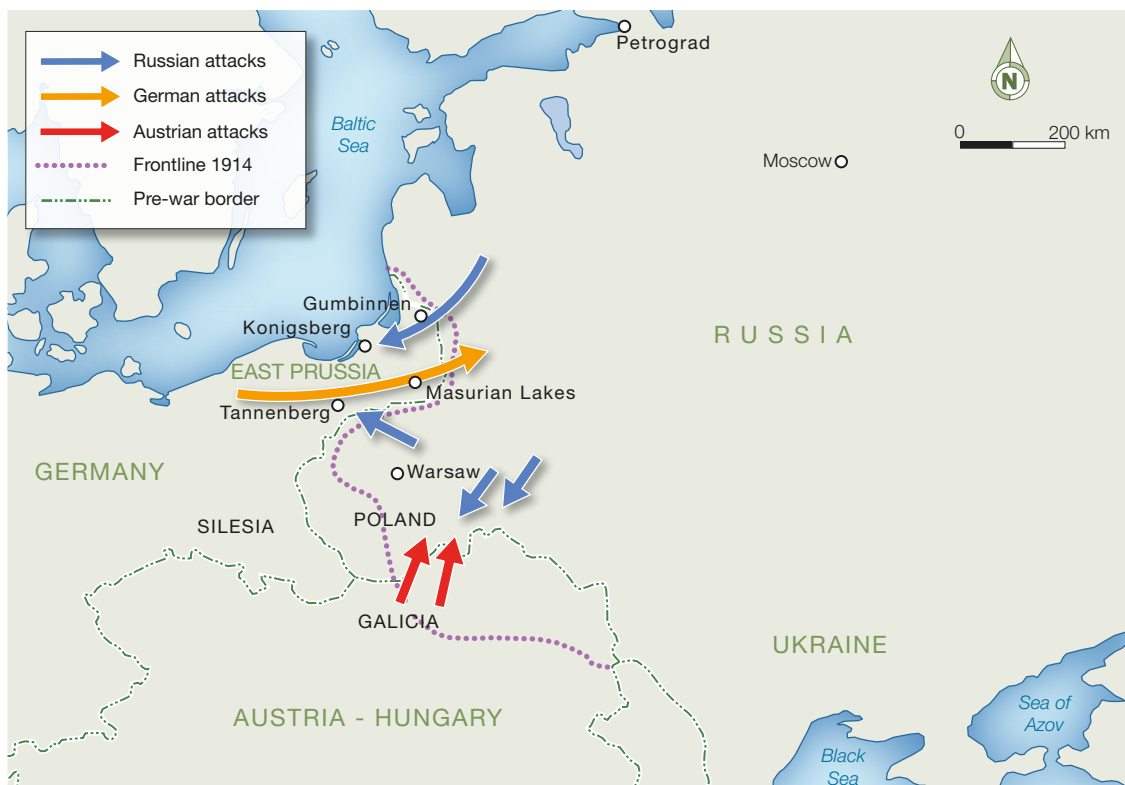 Russian attacks
German attacks
Austrian attacks
Frontline 1914
Pre-war border
Petrograd
N
0 200 km
Baltic
Sea
Moscow
Gumbinnen
Konigsberg
RUSSIA
EAST PRUSSIA
Masurian Lakes
Tannenberg
GERMANY
Warsaw
SILESIA
POLAND
GALICIA
UKRAINE
AUSTRIA - HUNGARY
Sea of
Azov
Black
Sea